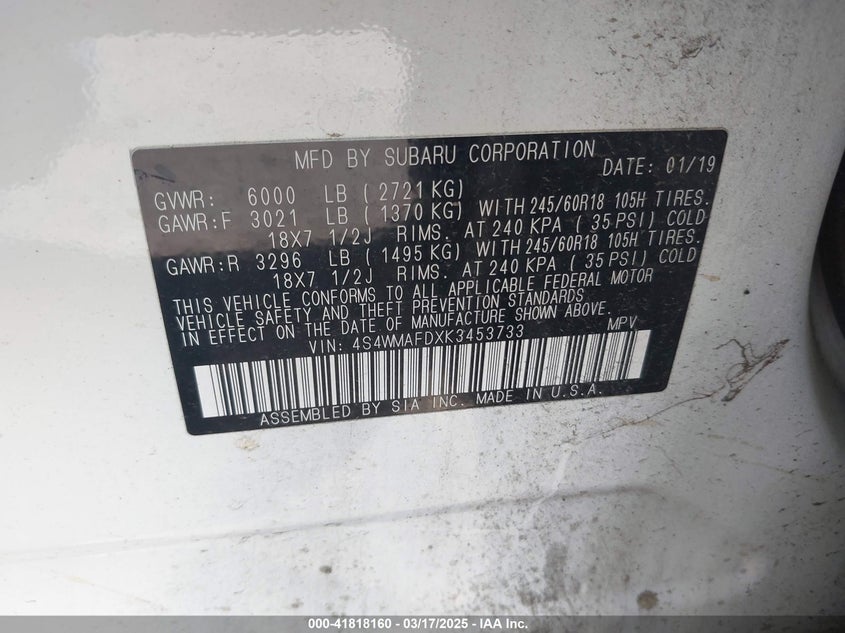 MFD BY SUBARU CORPORATION DATE: 01/19
GVWR: 6000 LB ( 2721 KG)
GAWR:F 3021 LB ( 1370 KG) WITH 245/60R18 105H TIRES.
18X7 1/2J RIMS. AT 240 KPA ( 35 PSI) COLD
GAWR:R 3296 LB ( 1495 KG) WITH 245/60R18 105H TIRES.
18X7 1/2J RIMS. AT 240 KPA ( 35 PSI) COLD
THIS VEHICLE CONFORMS TO ALL APPLICABLE FEDERAL MOTOR
VEHICLE SAFETY AND THEFT PREVENTION STANDARDS
IN EFFECT ON THE DATE OF MANUFACTURE SHOWN ABOVE.
VIN: 4S4WMAFDXK3453733 MPV
ASSEMBLED BY SIA INC. MADE IN U.S.A.
000-41818160 - 03/17/2025 - IAA Inc.